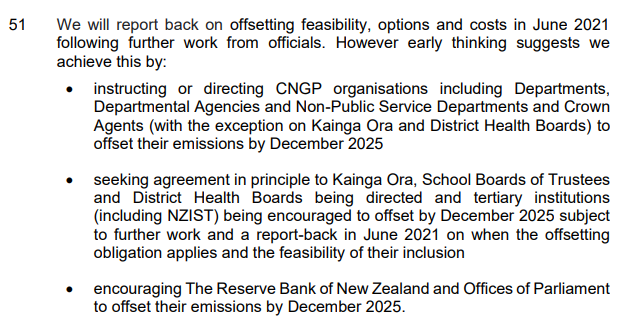 51 We will report back on offsetting feasibility, options and costs in June 2021
following further work from officials. However early thinking suggests we
achieve this by:
• instructing or directing CNGP organisations including Departments,
Departmental Agencies and Non-Public Service Departments and Crown
Agents (with the exception on Kainga Ora and District Health Boards) to
offset their emissions by December 2025
• seeking agreement in principle to Kainga Ora, School Boards of Trustees
and District Health Boards being directed and tertiary institutions
(including NZIST) being encouraged to offset by December 2025 subject
to further work and a report-back in June 2021 on when the offsetting
obligation applies and the feasibility of their inclusion
• encouraging The Reserve Bank of New Zealand and Offices of Parliament
to offset their emissions by December 2025.